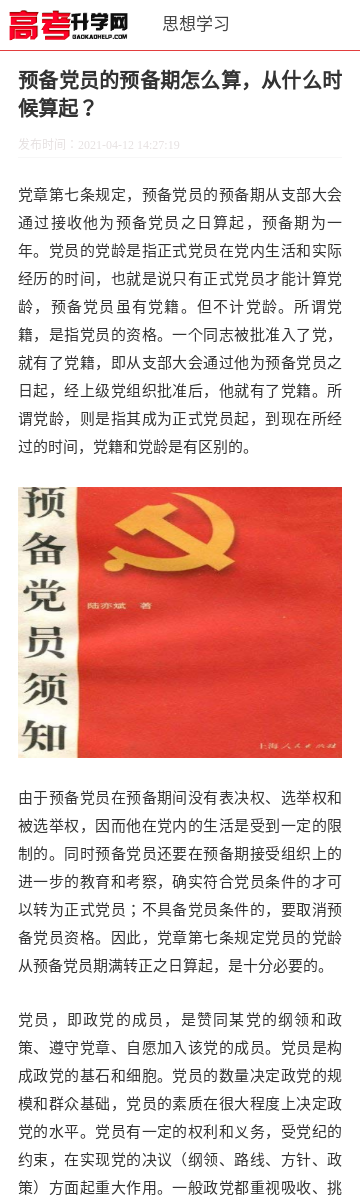 高考升学网
GAOKAOHELP.COM
思想学习
预备党员的预备期怎么算，从什么时
候算起？
发布时间：2021-04-12 14:27:19
党章第七条规定，预备党员的预备期从支部大会
通过接收他为预备党员之日算起，预备期为一
年。党员的党龄是指正式党员在党内生活和实际
经历的时间，也就是说只有正式党员才能计算党
龄，预备党员虽有党籍。但不计党龄。所谓党
籍，是指党员的资格。一个同志被批准入了党，
就有了党籍，即从支部大会通过他为预备党员之
日起，经上级党组织批准后，他就有了党籍。所
谓党龄，则是指其成为正式党员起，到现在所经
过的时间，党籍和党龄是有区别的。
预备党员须知
陆亦斌 著
上海人民出版社
由于预备党员在预备期间没有表决权、选举权和
被选举权，因而他在党内的生活是受到一定的限
制的。同时预备党员还要在预备期接受组织上的
进一步的教育和考察，确实符合党员条件的才可
以转为正式党员；不具备党员条件的，要取消预
备党员资格。因此，党章第七条规定党员的党龄
从预备党员期满转正之日算起，是十分必要的。
党员，即政党的成员，是赞同某党的纲领和政
策、遵守党章、自愿加入该党的成员。党员是构
成政党的基石和细胞。党员的数量决定政党的规
模和群众基础，党员的素质在很大程度上决定政
党的水平。党员有一定的权利和义务，受党纪的
约束，在实现党的决议（纲领、路线、方针、政
策）方面起重大作用。一般政党都重视吸收、挑